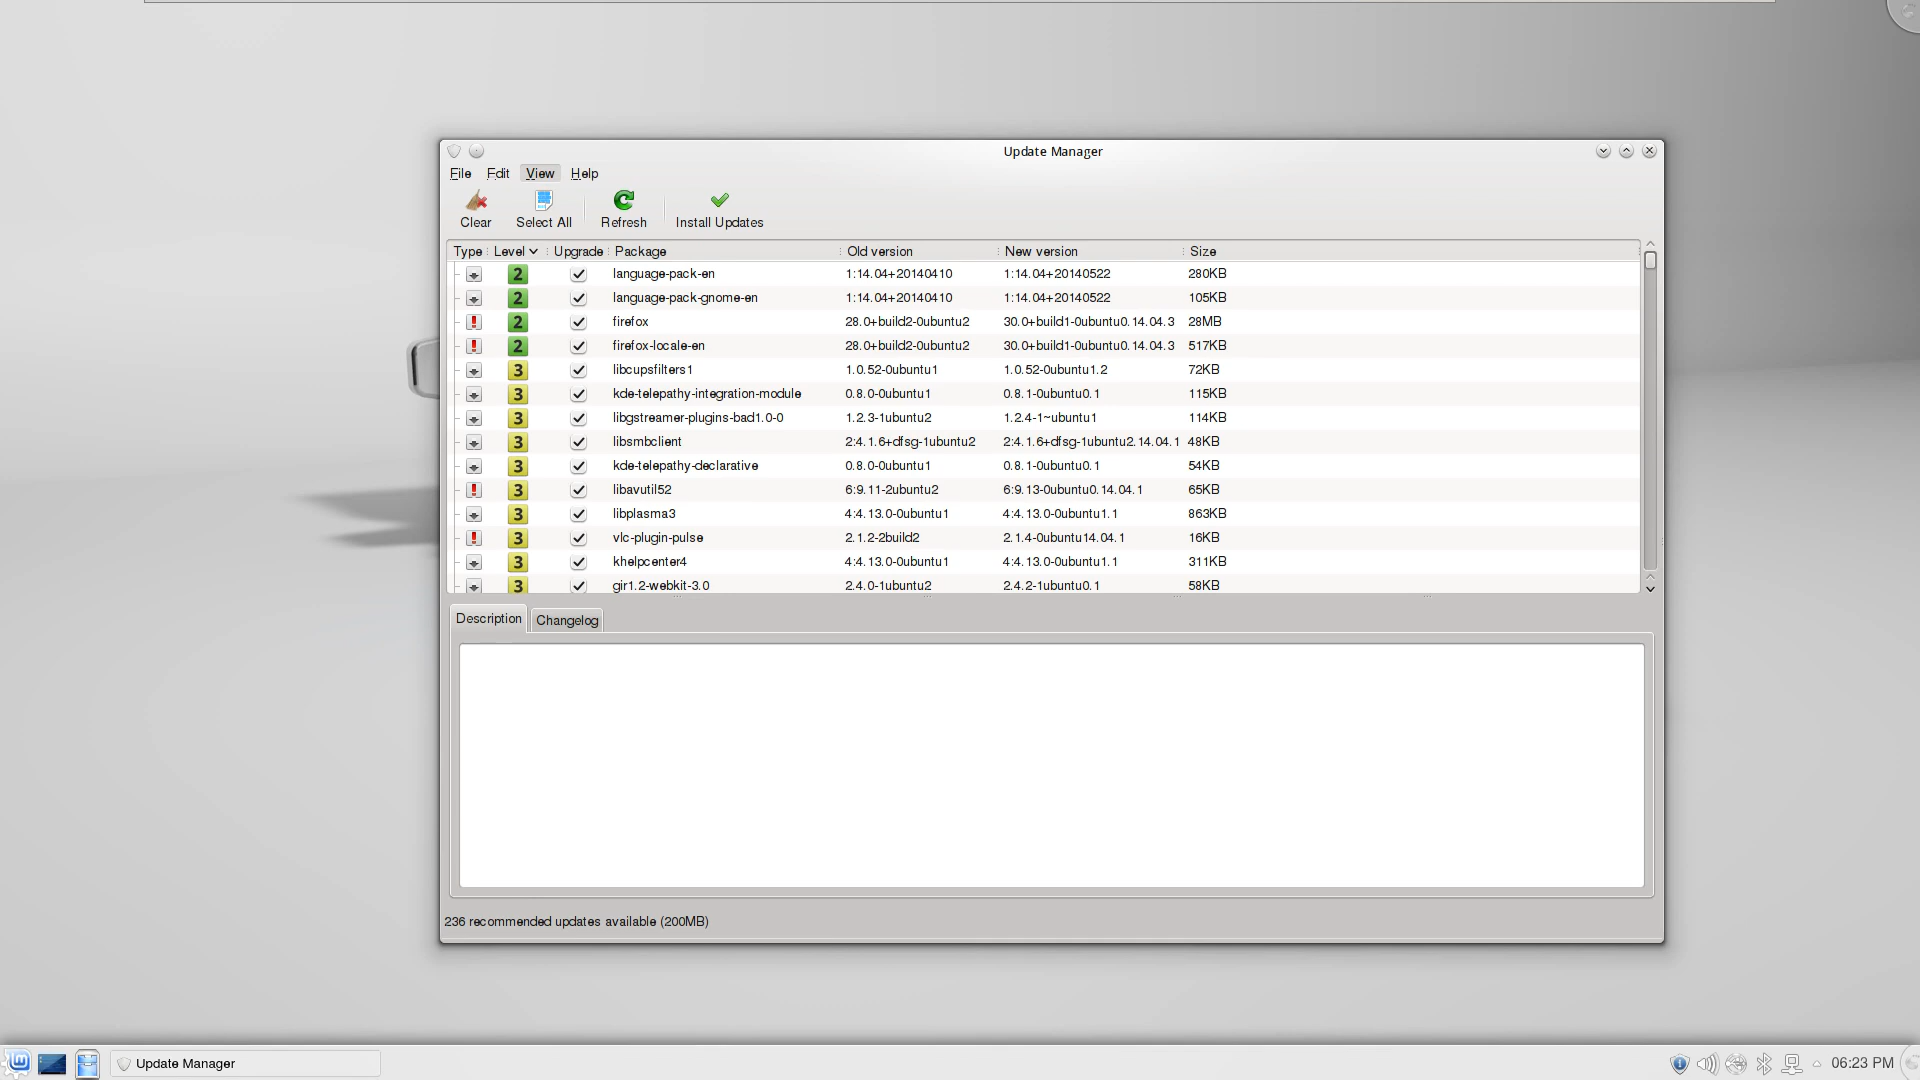 Update Manager
File Edit View Help
Clear Select All Refresh Install Updates
Type Level Upgrade Package Old version New version Size
2 language-pack-en 1:14.04+20140410 1:14.04+20140522 280KB
2 language-pack-gnome-en 1:14.04+20140410 1:14.04+20140522 105KB
2 firefox 28.0+build2-0ubuntu2 30.0+build1-0ubuntu0.14.04.3 28MB
2 firefox-locale-en 28.0+build2-0ubuntu2 30.0+build1-0ubuntu0.14.04.3 517KB
3 libcupsfilters1 1.0.52-0ubuntu1 1.0.52-0ubuntu1.2 72KB
3 kde-telepathy-integration-module 0.8.0-0ubuntu1 0.8.1-0ubuntu0.1 115KB
3 libgstreamer-plugins-bad1.0-0 1.2.3-1ubuntu2 1.2.4-1~ubuntu1 114KB
3 libsmbclient 2:4.1.6+dfsg-1ubuntu2 2:4.1.6+dfsg-1ubuntu2.14.04.1 48KB
3 kde-telepathy-declarative 0.8.0-0ubuntu1 0.8.1-0ubuntu0.1 54KB
3 libavutil52 6:9.11-2ubuntu2 6:9.13-0ubuntu0.14.04.1 65KB
3 libplasma3 4:4.13.0-0ubuntu1 4:4.13.0-0ubuntu1.1 863KB
3 vlc-plugin-pulse 2.1.2-2build2 2.1.4-0ubuntu14.04.1 16KB
3 khelpcenter4 4:4.13.0-0ubuntu1 4:4.13.0-0ubuntu1.1 311KB
3 gir1.2-webkit-3.0 2.4.0-1ubuntu2 2.4.2-1ubuntu0.1 58KB
Description Changelog
236 recommended updates available (200MB)
Update Manager 06:23 PM